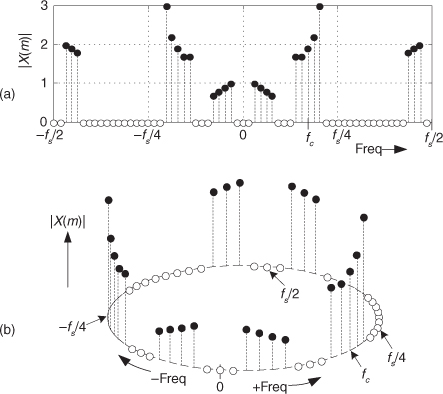 3
2
1
0
|X(m)|
(a)
−fs/2
−fs/4
0
fc
fs/4
fs/2
Freq
|X(m)|
fs/2
−fs/4
(b)
−Freq
0
+Freq
fc
fs/4